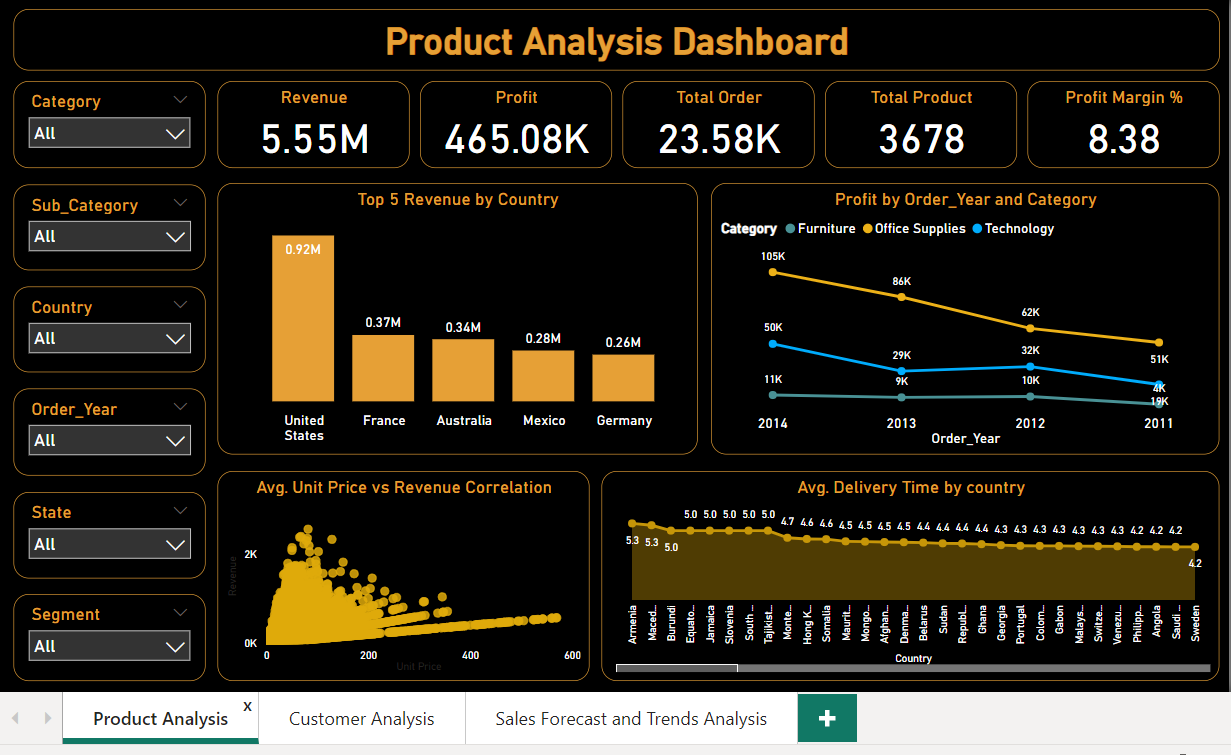 Product Analysis Dashboard
Category
All
Sub_Category
All
Country
All
Order_Year
All
State
All
Segment
All
Revenue
5.55M
Profit
465.08K
Total Order
23.58K
Total Product
3678
Profit Margin %
8.38
Top 5 Revenue by Country
0.92M
0.37M
0.34M
0.28M
0.26M
United
States
France
Australia
Mexico
Germany
Profit by Order_Year and Category
Category Furniture Office Supplies Technology
105K
86K
62K
51K
50K
29K
32K
19K
11K
9K
10K
4K
2014 2013 2012 2011
Order_Year
Avg. Unit Price vs Revenue Correlation
Revenue
2K
0K
0 200 400 600
Unit Price
Avg. Delivery Time by country
5.3 5.3 5.0 5.0 5.0 5.0 5.0 5.0 4.7 4.6 4.6 4.5 4.5 4.5 4.5 4.4 4.4 4.4 4.4 4.3 4.3 4.3 4.3 4.3 4.3 4.3 4.2 4.2 4.2 4.2
Armenia
Maced...
Burundi
Equato...
Jamaica
Slovenia
South ...
Tajikist...
Monte...
Hong K...
Somalia
Maurit...
Mongo...
Afghan...
Denma...
Belarus
Sudan
Republ...
Ghana
Georgia
Portugal
Colom...
Gabon
Malays...
Switze...
Venezu...
Philipp...
Angola
Saudi ...
Sweden
Country
Product Analysis x
Customer Analysis
Sales Forecast and Trends Analysis
+